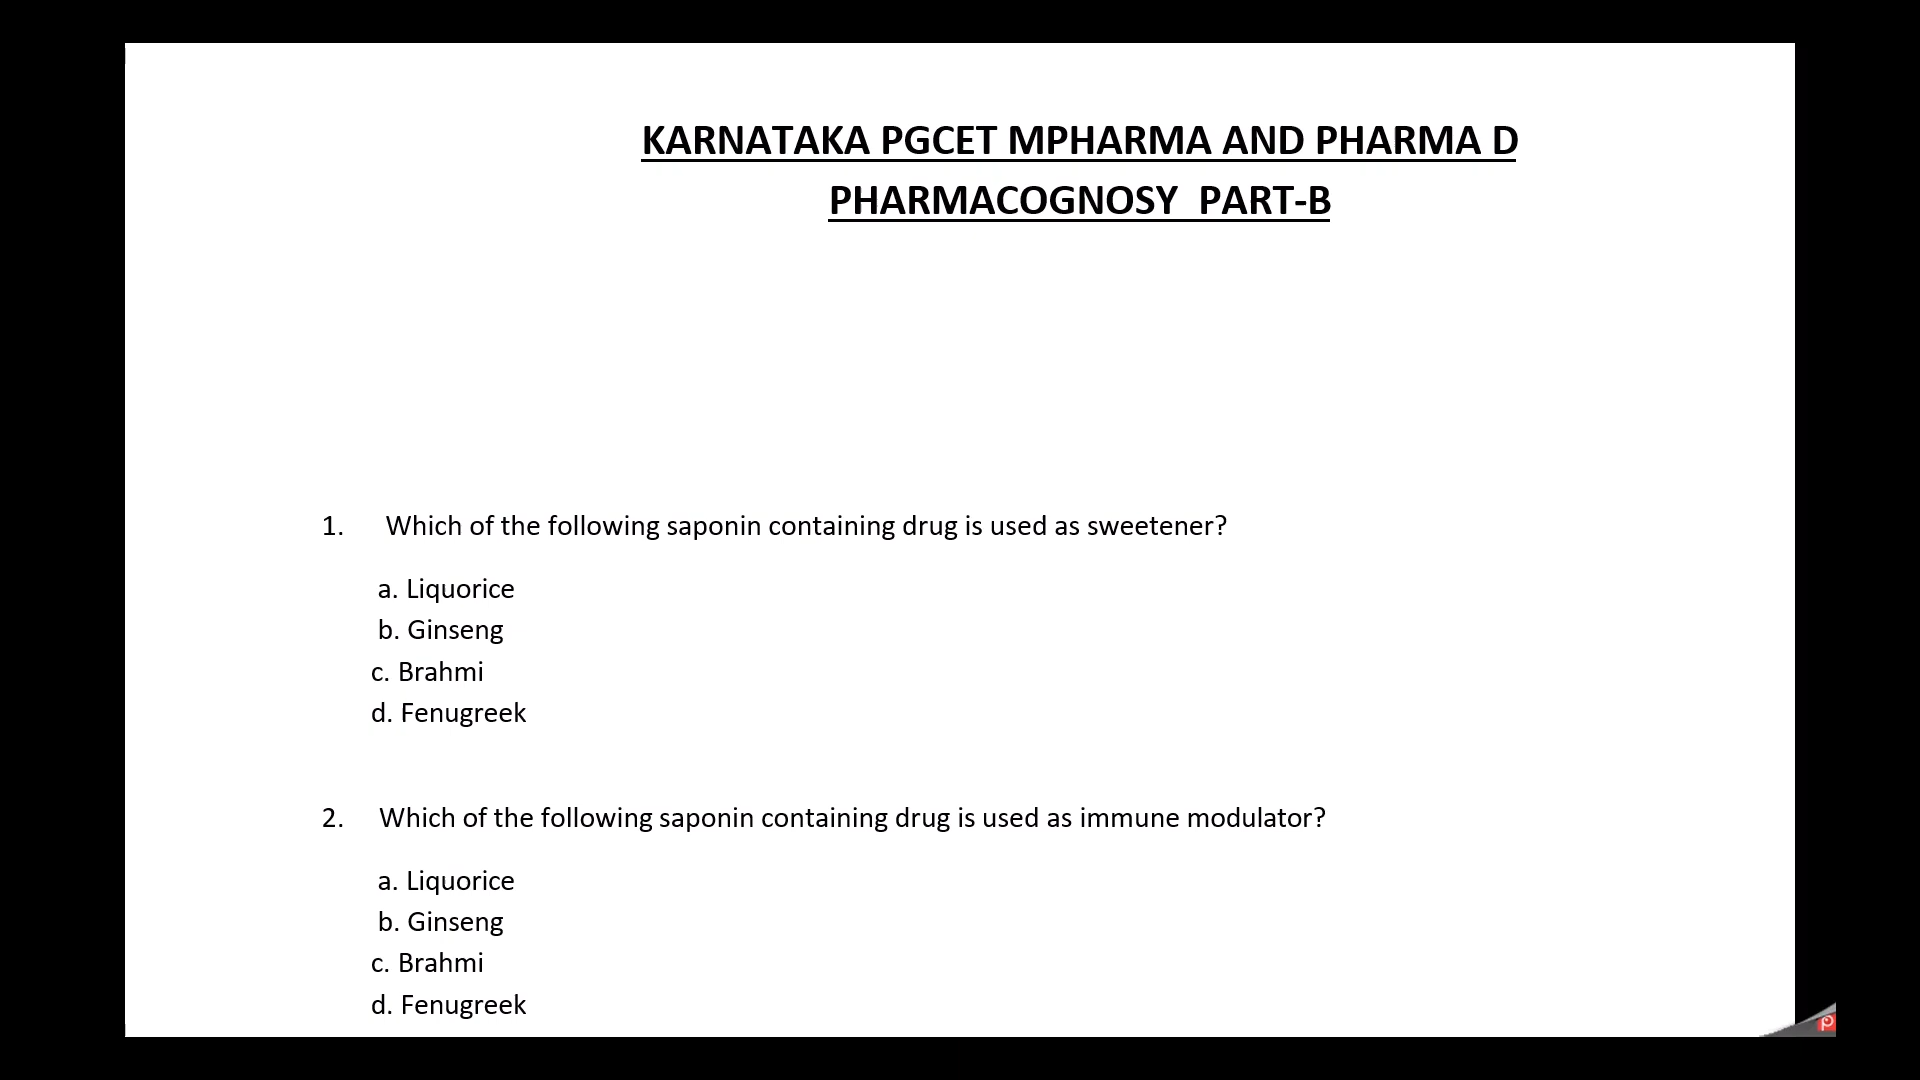 KARNATAKA PGCET MPHARMA AND PHARMA D
PHARMACOGNOSY PART-B
1. Which of the following saponin containing drug is used as sweetener?
a. Liquorice
b. Ginseng
c. Brahmi
d. Fenugreek
2. Which of the following saponin containing drug is used as immune modulator?
a. Liquorice
b. Ginseng
c. Brahmi
d. Fenugreek